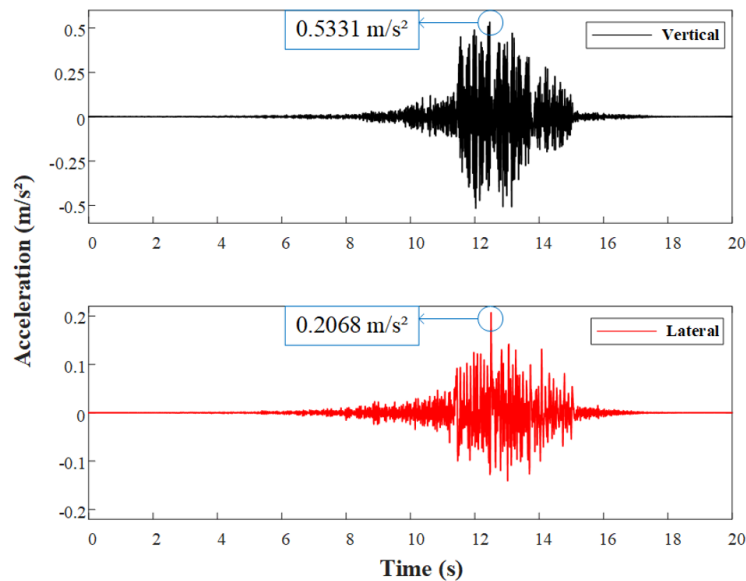 0.5331 m/s²
Vertical
0.5
0.25
0
-0.25
-0.5
0 2 4 6 8 10 12 14 16 18 20
Acceleration (m/s²)
0.2068 m/s²
Lateral
0.2
0.1
0
-0.1
-0.2
0 2 4 6 8 10 12 14 16 18 20
Time (s)